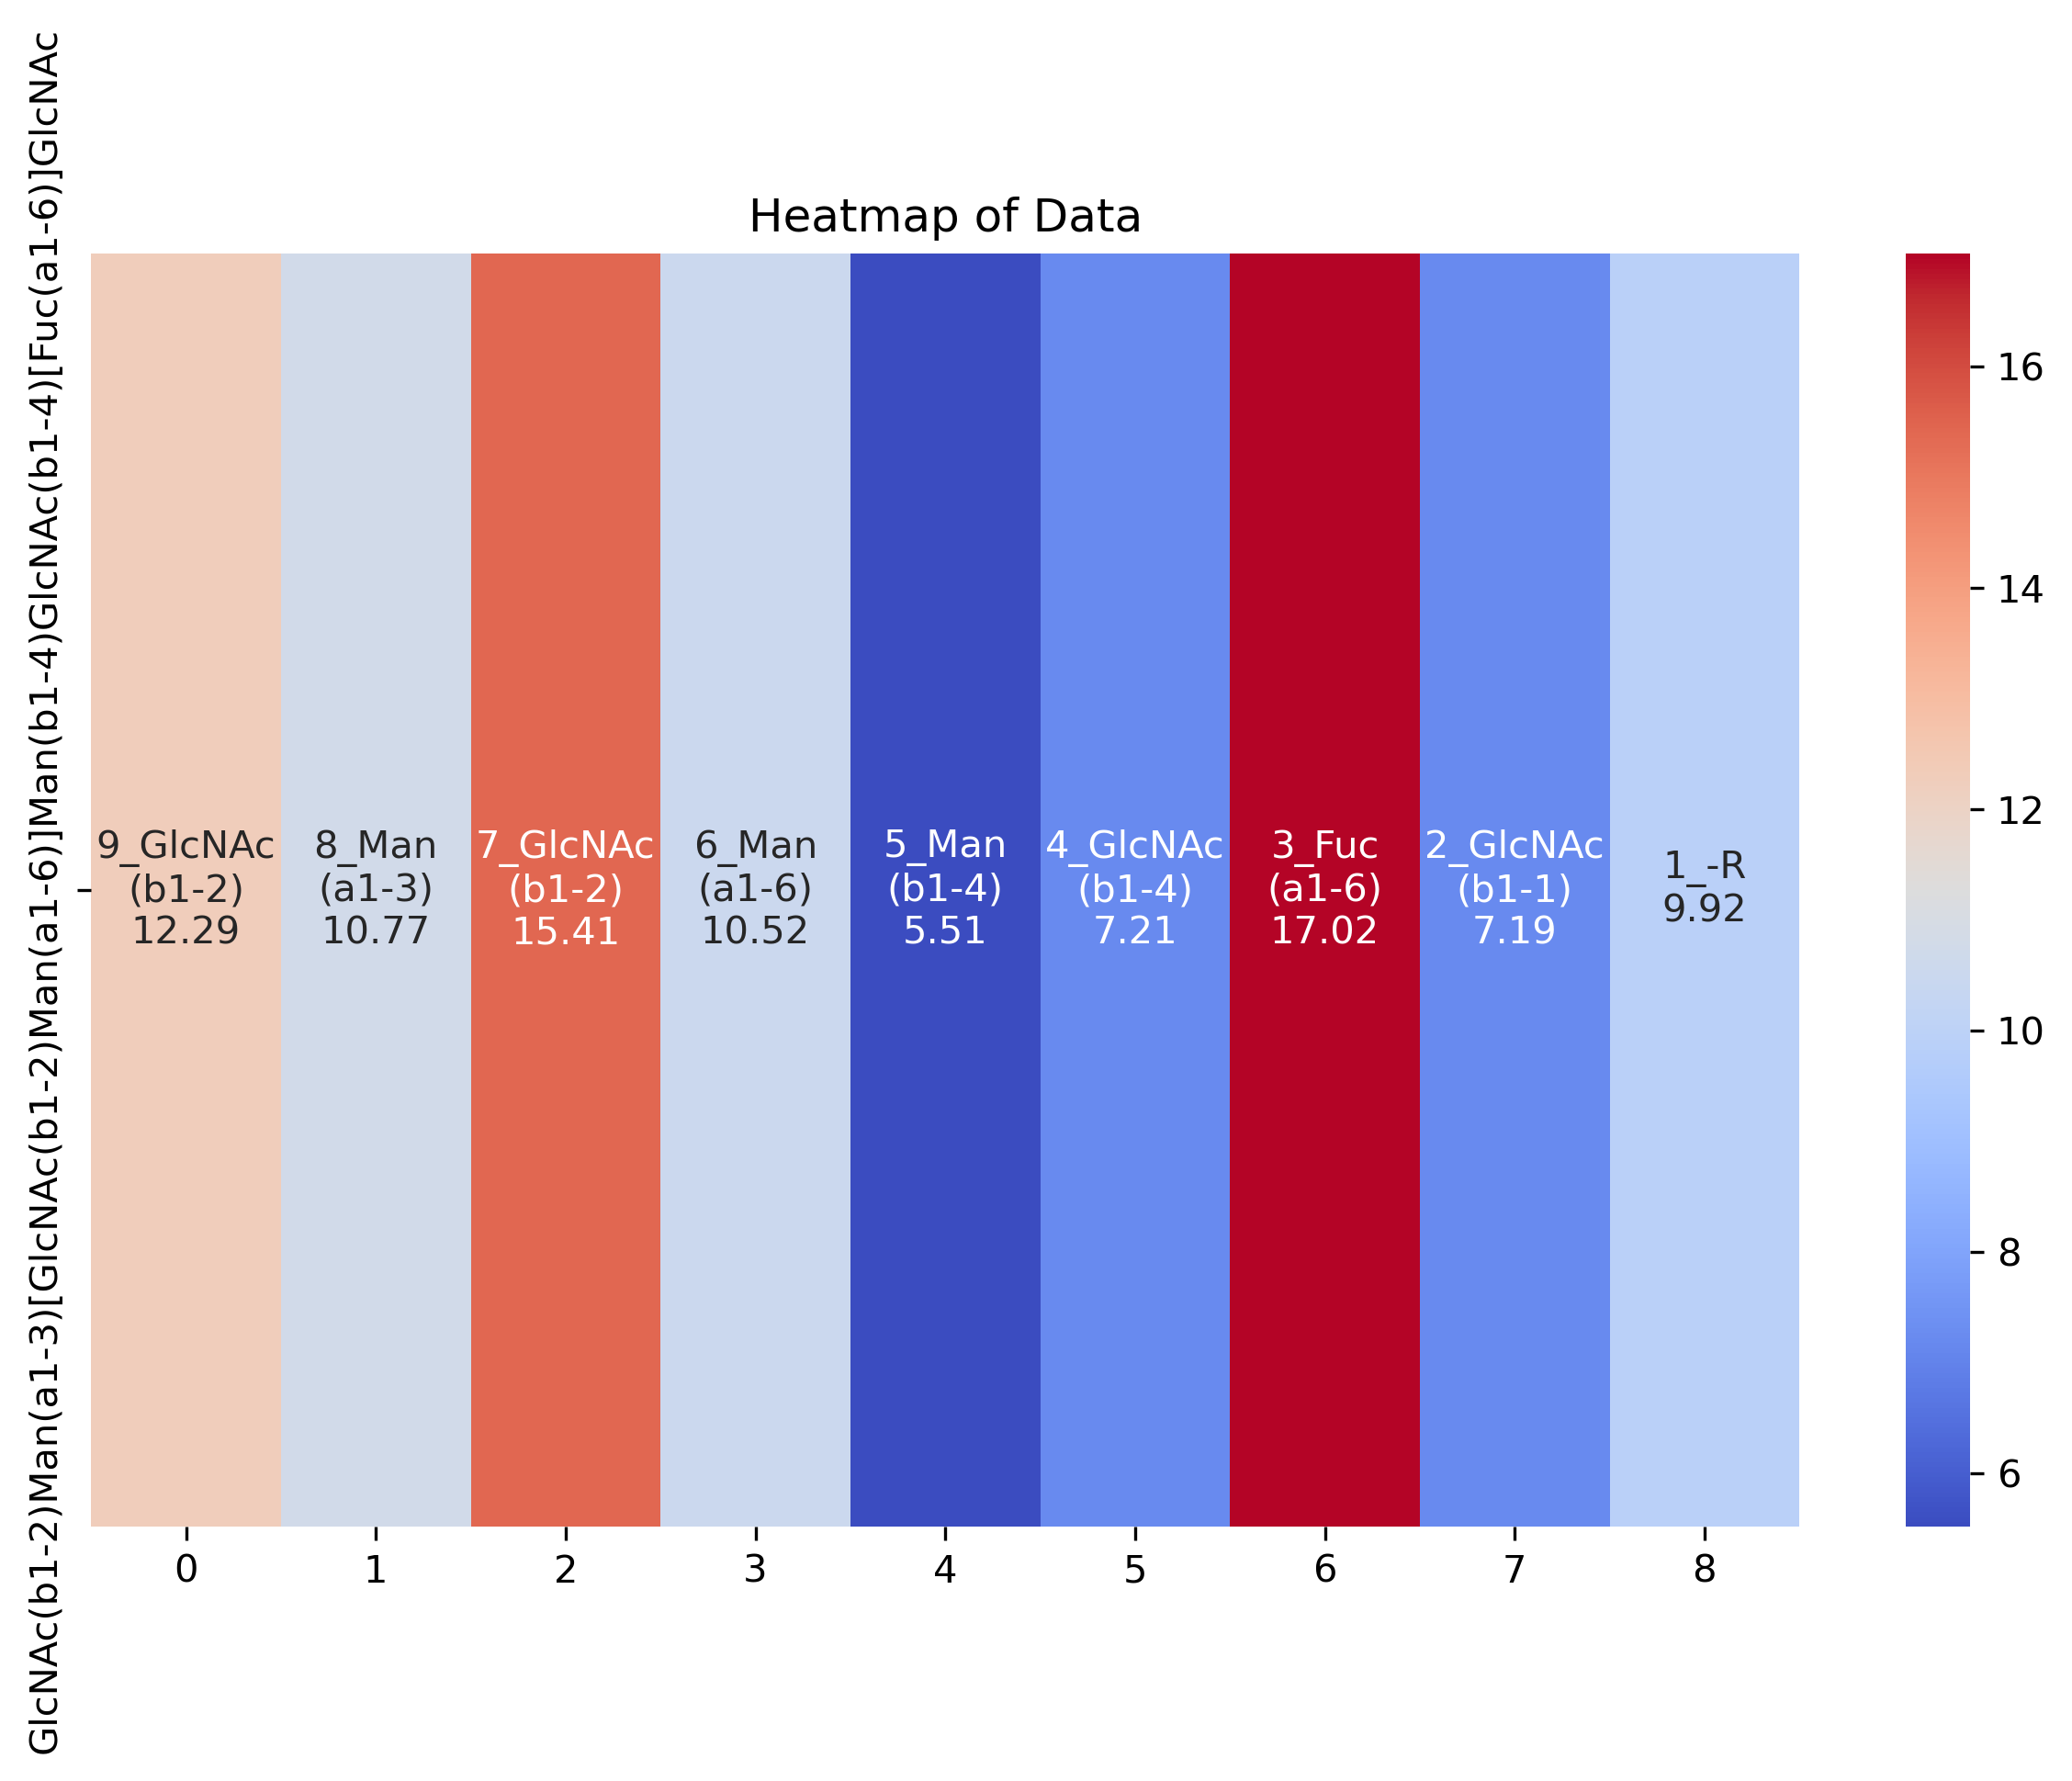 Heatmap of Data
GlcNAc(b1-2)Man(a1-3)[GlcNAc(b1-2)Man(a1-6)]Man(b1-4)GlcNAc(b1-4)[Fuc(a1-6)]GlcNAc
9_GlcNAc
(b1-2)
12.29
8_Man
(a1-3)
10.77
7_GlcNAc
(b1-2)
15.41
6_Man
(a1-6)
10.52
5_Man
(b1-4)
5.51
4_GlcNAc
(b1-4)
7.21
3_Fuc
(a1-6)
17.02
2_GlcNAc
(b1-1)
7.19
1_-R
9.92
0 1 2 3 4 5 6 7 8
16
14
12
10
8
6